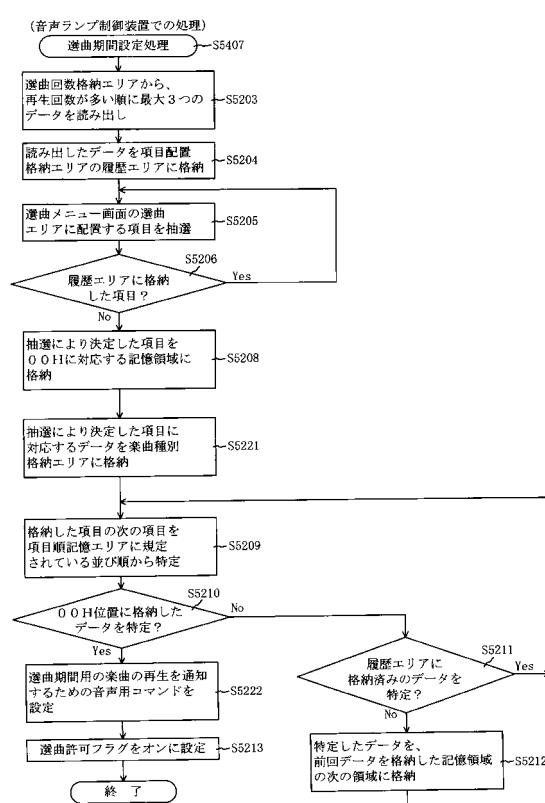 (音声ランプ制御装置での処理)
選曲期間設定処理
S5407
選曲回数格納エリアから、
再生回数が多い順に最大3つの
データを読み出し
S5203
読み出したデータを項目配置
格納エリアの履歴エリアに格納
S5204
選曲メニュー画面の選曲
エリアに配置する項目を抽選
S5205
S5206
履歴エリアに格納
した項目?
Yes
No
抽選により決定した項目を
00Hに対応する記憶領域に
格納
S5208
抽選により決定した項目に
対応するデータを楽曲種別
格納エリアに格納
S5221
格納した項目の次の項目を
項目順記憶エリアに規定
されている並び順から特定
S5209
S5210
00H位置に格納した
データを特定?
No
Yes
S5211
履歴エリアに
格納済みのデータを
特定?
Yes
No
選曲期間用の楽曲の再生を通知
するための音声用コマンドを
設定
S5222
選曲許可フラグをオンに設定
S5213
特定したデータを、
前回データを格納した記憶領域
の次の領域に格納
S5212
終 了